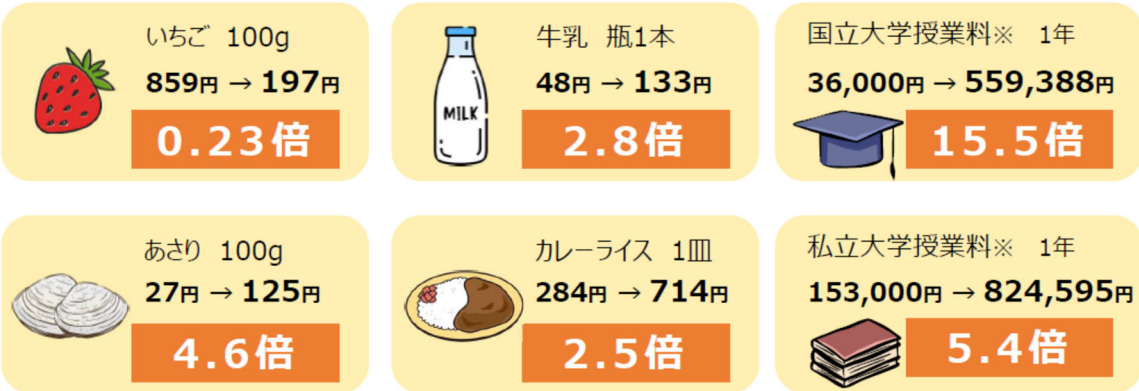 いちご 100g
859円 → 197円
0.23倍
牛乳 瓶1本
48円 → 133円
MILK
2.8倍
国立大学授業料※ 1年
36,000円 → 559,388円
15.5倍
あさり 100g
27円 → 125円
4.6倍
カレーライス 1皿
284円 → 714円
2.5倍
私立大学授業料※ 1年
153,000円 → 824,595円
5.4倍